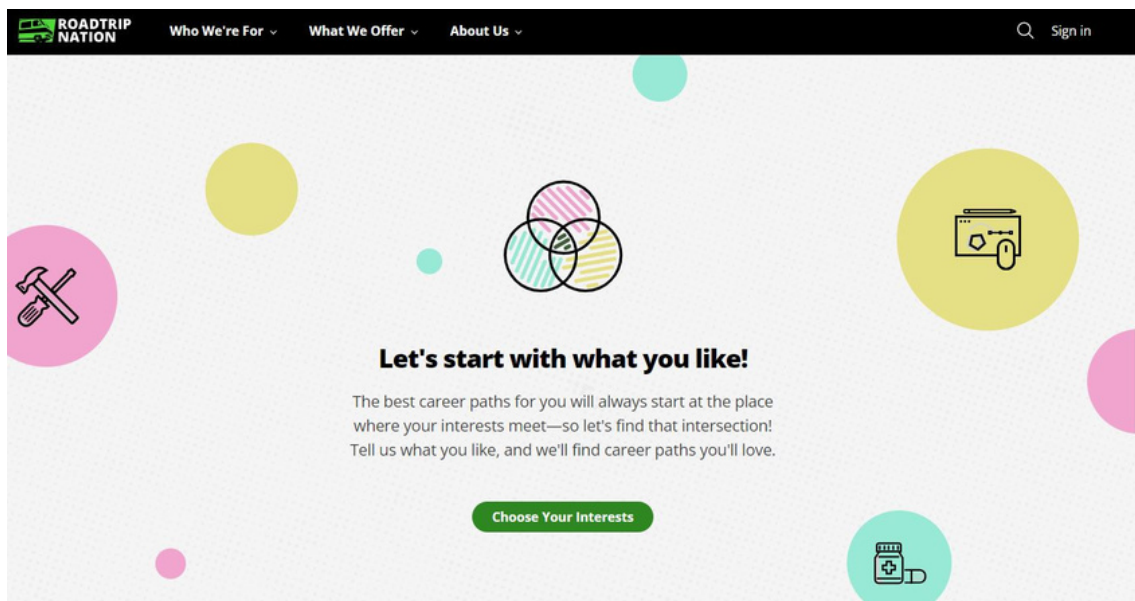 ROADTRIP
NATION
Who We're For
What We Offer
About Us
Sign in
Let's start with what you like!
The best career paths for you will always start at the place
where your interests meet—so let's find that intersection!
Tell us what you like, and we'll find career paths you'll love.
Choose Your Interests